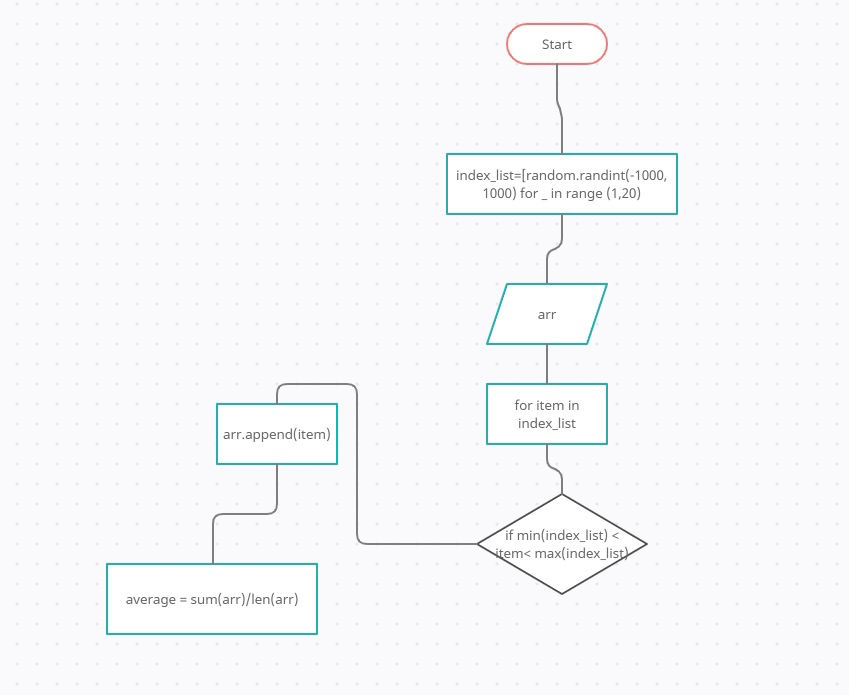 Start
index_list=[random.randint(-1000,
1000) for _ in range (1,20)
arr
for item in
index_list
arr.append(item)
if min(index_list) <
item< max(index_list)
average = sum(arr)/len(arr)